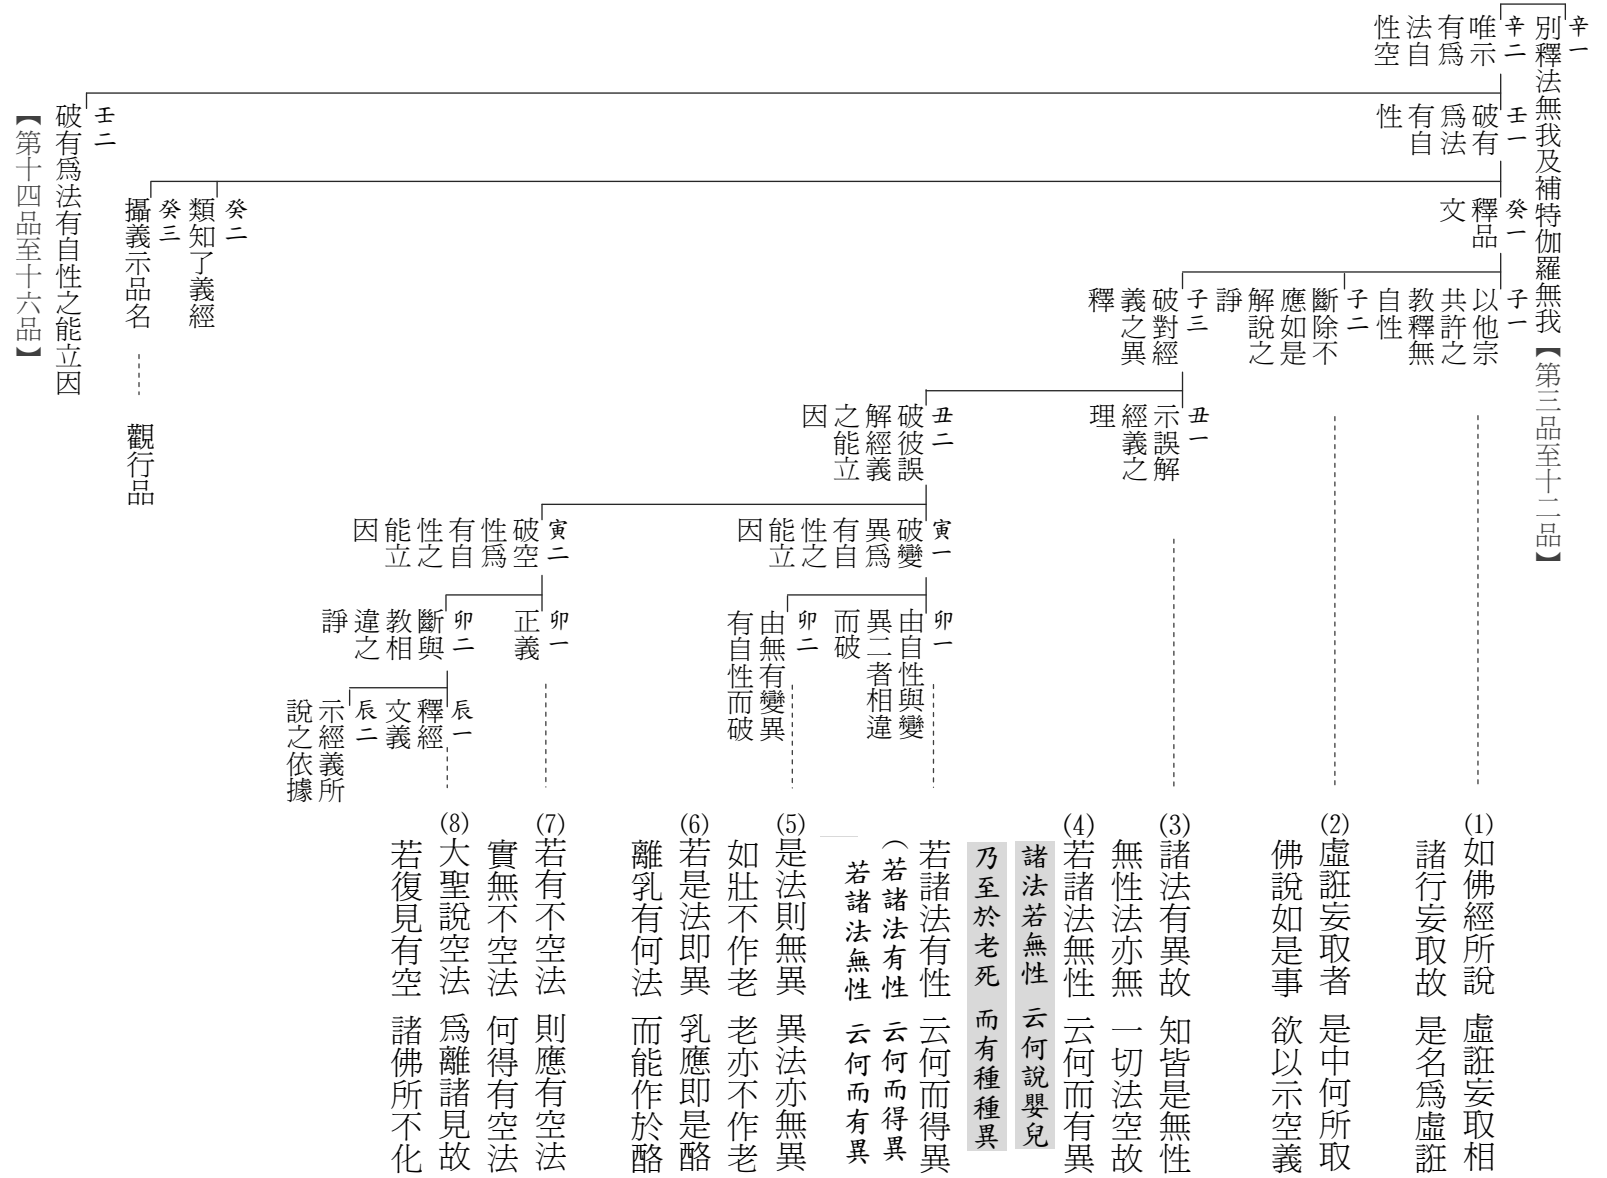 辛一
別釋法無我及補特伽羅無我【第三品至十二品】
辛二
唯示
有爲
法自
性空
壬一
破有
爲法
有自
性
癸一
釋品
文
子一
以他宗
共許之
教釋無
自性
子二
斷除不
應如是
解說之
諍
子三
破對經
義之異
釋
丑一
示誤解
經義之
理
丑二
破彼誤
解經義
之能立
因
寅一
破變
異爲
有自
性之
能立
因
卯一
由自性與變
異二者相違
而破
卯二
由無有變異
有自性而破
寅二
破空
性爲
有自
性之
能立
因
卯一
正義
卯二
斷與
教相
違之
諍
辰一
釋經
文義
辰二
示經義所
說之依據
癸二
類知了義經
癸三
攝義示品名
觀行品
壬二
破有爲法有自性之能立因
【第十四品至十六品】
(1)如佛經所說 虛誑妄取相
諸行妄取故 是名爲虛誑
(2)虛誑妄取者 是中何所取
佛說如是事 欲以示空義
(3)諸法有異故 知皆是無性
無性法亦無 一切法空故
(4)若諸法無性 云何而有異
諸法若無性 云何說嬰兒
乃至於老死 而有種種異
若諸法有性 云何而得異
(若諸法有性 云何而得異
若諸法無性 云何而有異
(5)是法則無異 異法亦無異
如壯不作老 老亦不作老
(6)若是法即異 乳應即是酪
離乳有何法 而能作於酪
(7)若有不空法 則應有空法
實無不空法 何得有空法
(8)大聖說空法 爲離諸見故
若復見有空 諸佛所不化